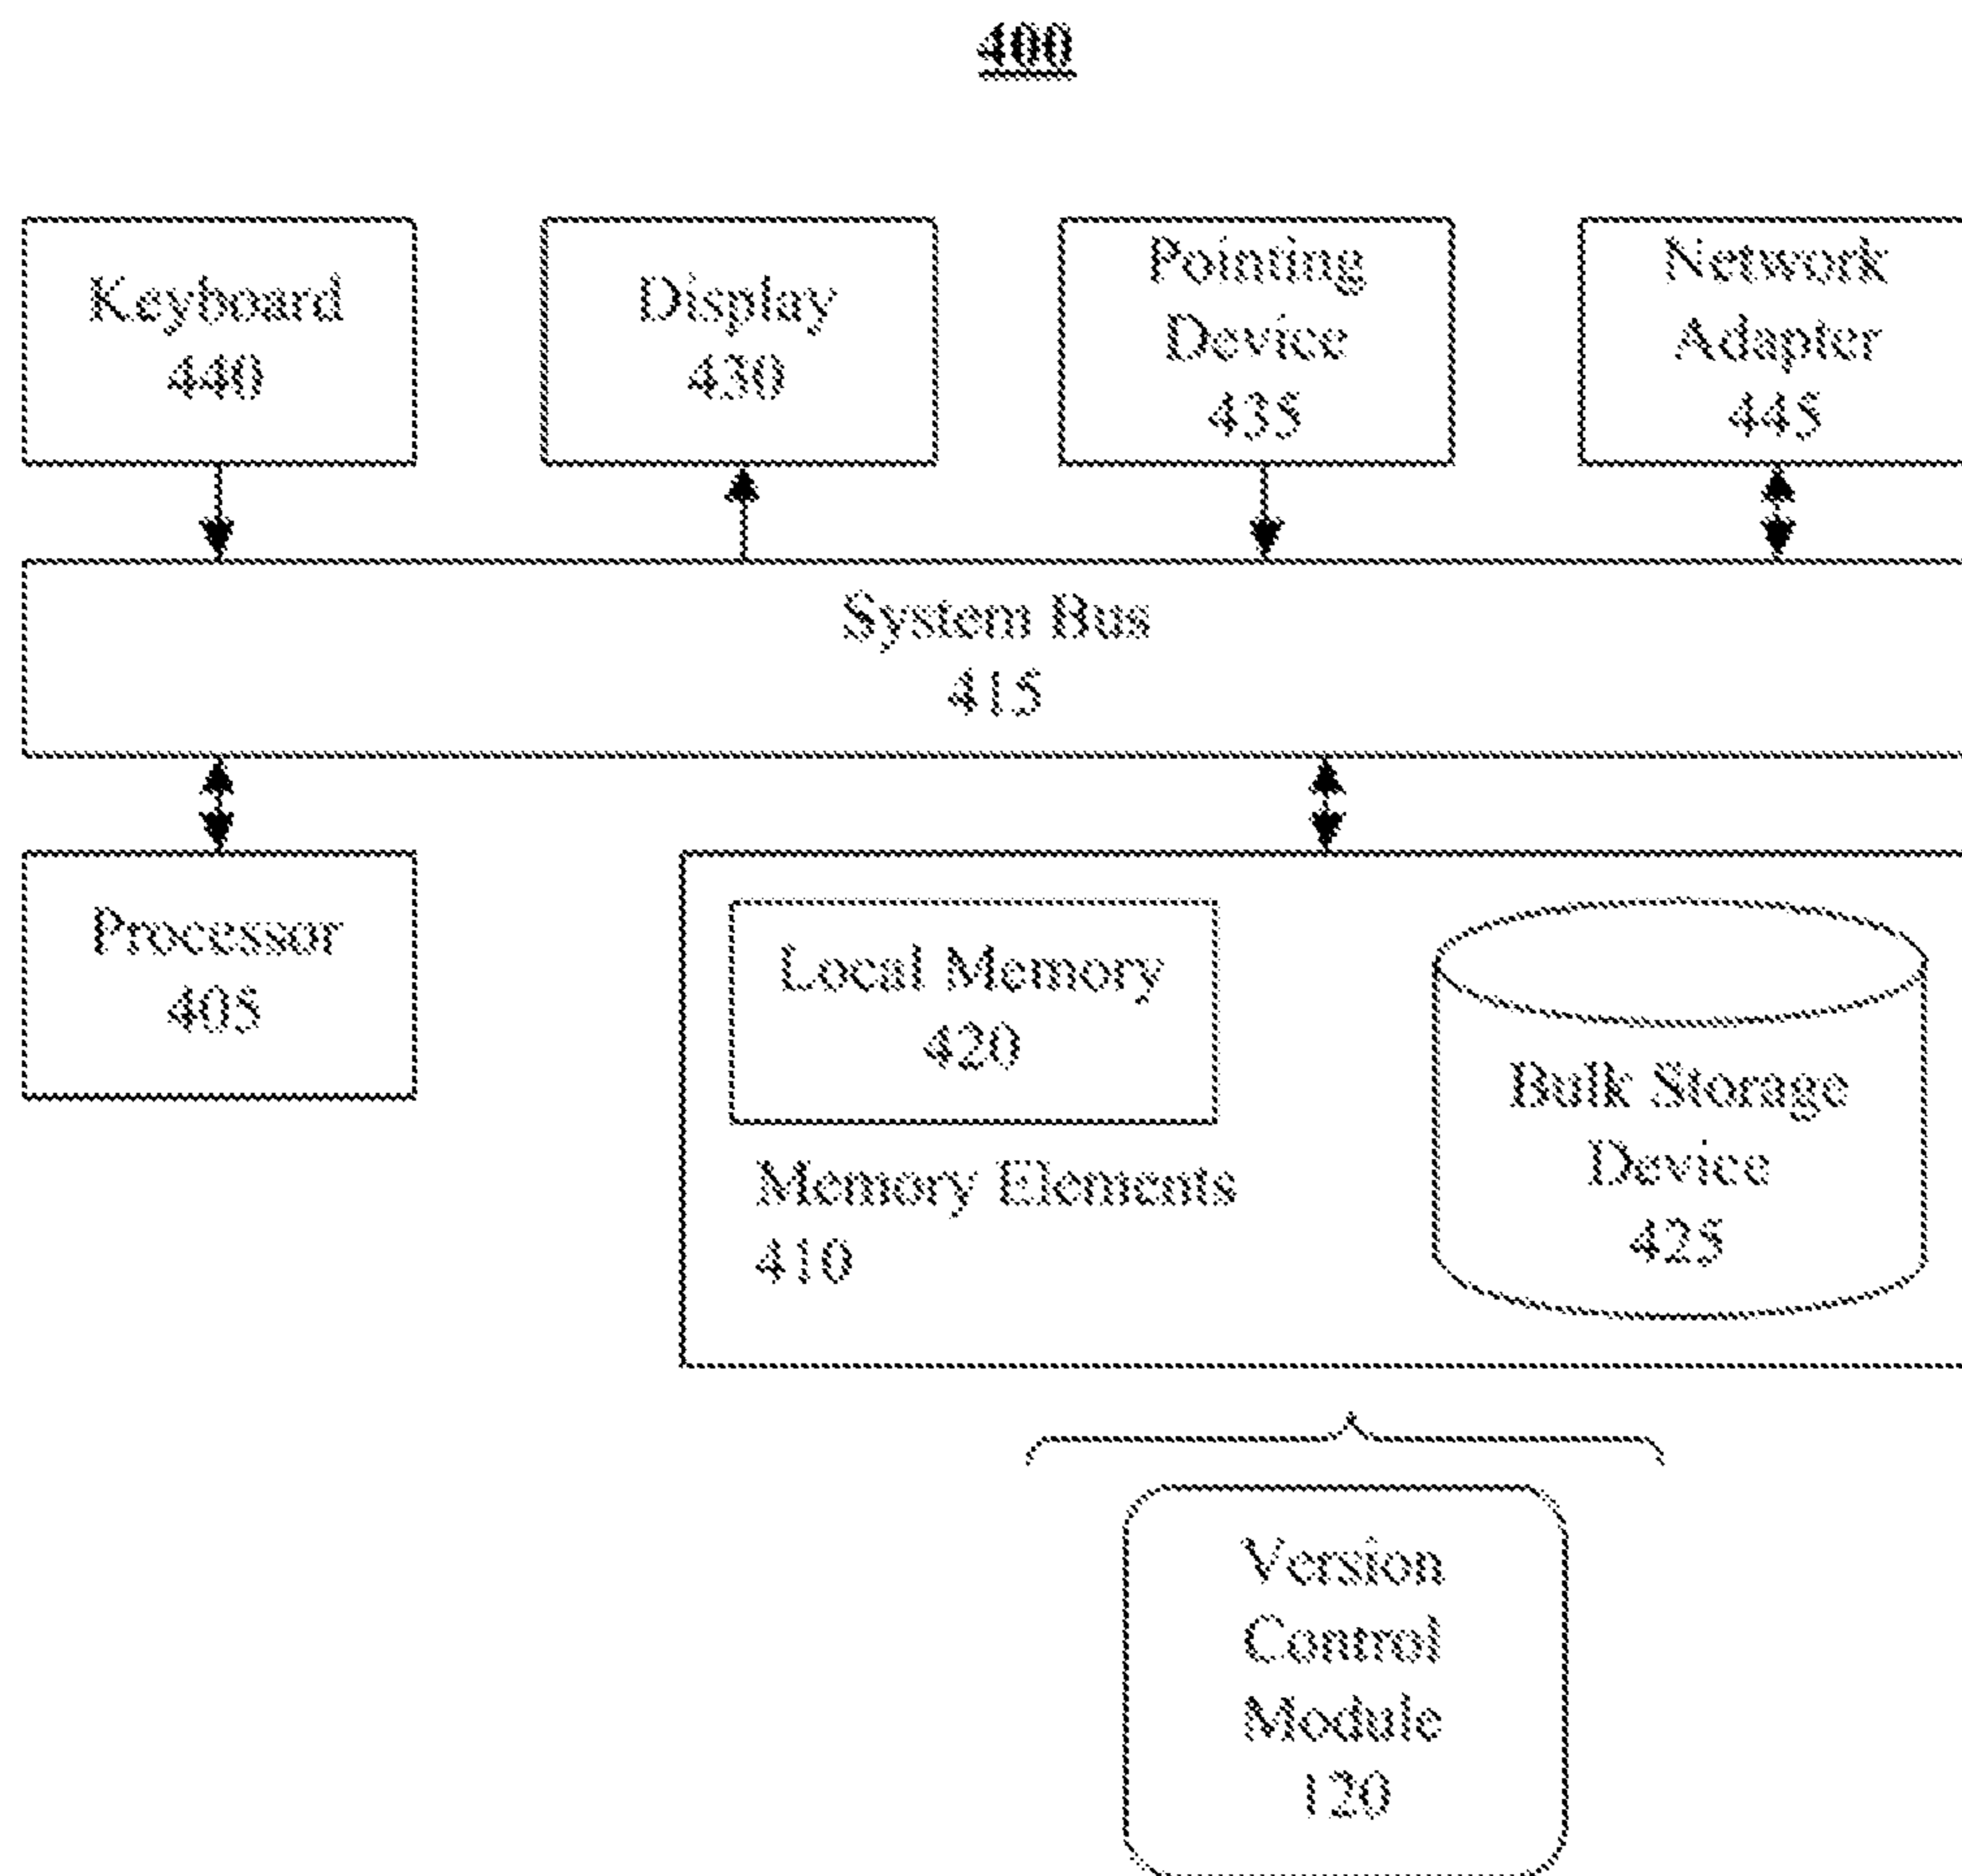 400
Keyboard
440
Display
430
Pointing
Device
435
Network
Adapter
445
System Bus
415
Processor
405
Local Memory
420
Memory Elements
410
Bulk Storage
Device
425
Version
Control
Module
120